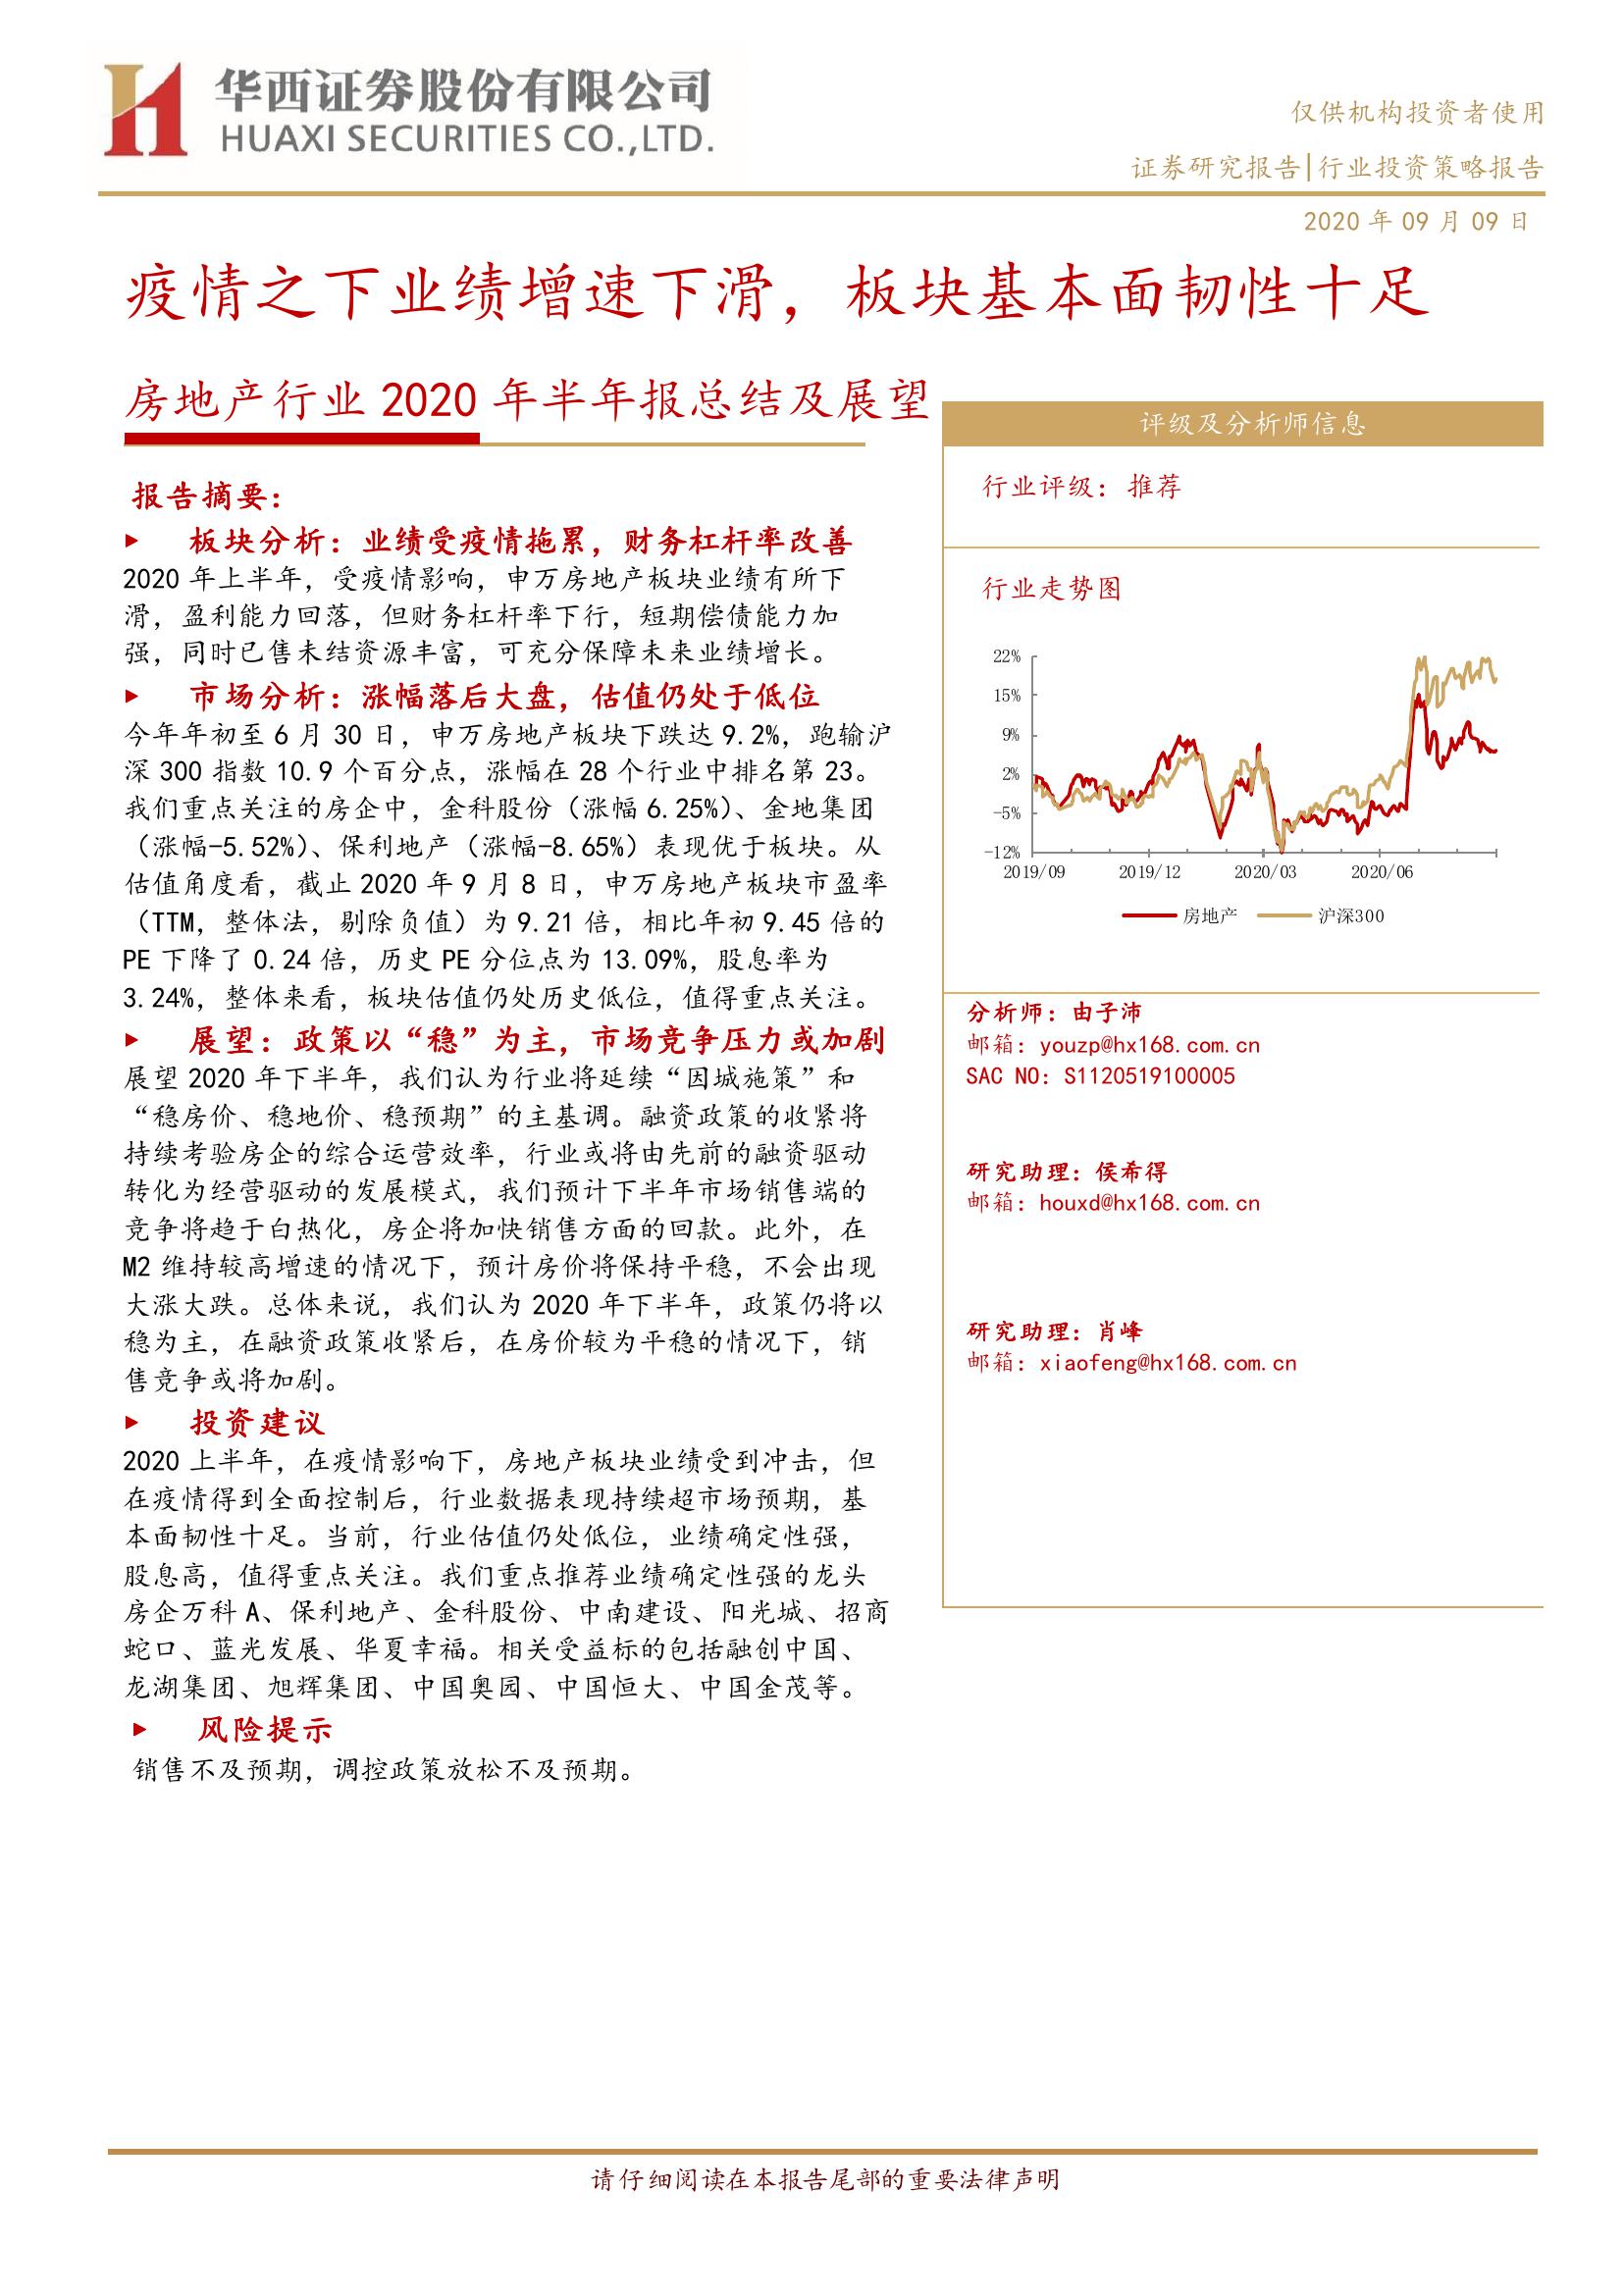 华西证券股份有限公司
HUAXI SECURITIES CO.,LTD.
仅供机构投资者使用
证券研究报告|行业投资策略报告
2020 年 09 月 09 日
疫情之下业绩增速下滑，板块基本面韧性十足
房地产行业 2020 年半年报总结及展望
报告摘要：
板块分析：业绩受疫情拖累，财务杠杆率改善
2020 年上半年，受疫情影响，申万房地产板块业绩有所下
滑，盈利能力回落，但财务杠杆率下行，短期偿债能力加
强，同时已售未结资源丰富，可充分保障未来业绩增长。
市场分析：涨幅落后大盘，估值仍处于低位
今年年初至 6 月 30 日，申万房地产板块下跌达 9.2%，跑输沪
深 300 指数 10.9 个百分点，涨幅在 28 个行业中排名第 23。
我们重点关注的房企中，金科股份（涨幅 6.25%）、金地集团
（涨幅-5.52%）、保利地产（涨幅-8.65%）表现优于板块。从
估值角度看，截止 2020 年 9 月 8 日，申万房地产板块市盈率
（TTM，整体法，剔除负值）为 9.21 倍，相比年初 9.45 倍的
PE 下降了 0.24 倍，历史 PE 分位点为 13.09%，股息率为
3.24%，整体来看，板块估值仍处历史低位，值得重点关注。
展望：政策以“稳”为主，市场竞争压力或加剧
展望 2020 年下半年，我们认为行业将延续“因城施策”和
“稳房价、稳地价、稳预期”的主基调。融资政策的收紧将
持续考验房企的综合运营效率，行业或将由先前的融资驱动
转化为经营驱动的发展模式，我们预计下半年市场销售端的
竞争将趋于白热化，房企将加快销售方面的回款。此外，在
M2 维持较高增速的情况下，预计房价将保持平稳，不会出现
大涨大跌。总体来说，我们认为 2020 年下半年，政策仍将以
稳为主，在融资政策收紧后，在房价较为平稳的情况下，销
售竞争或将加剧。
投资建议
2020 上半年，在疫情影响下，房地产板块业绩受到冲击，但
在疫情得到全面控制后，行业数据表现持续超市场预期，基
本面韧性十足。当前，行业估值仍处低位，业绩确定性强，
股息高，值得重点关注。我们重点推荐业绩确定性强的龙头
房企万科 A、保利地产、金科股份、中南建设、阳光城、招商
蛇口、蓝光发展、华夏幸福。相关受益标的包括融创中国、
龙湖集团、旭辉集团、中国奥园、中国恒大、中国金茂等。
风险提示
销售不及预期，调控政策放松不及预期。
评级及分析师信息
行业评级：推荐
行业走势图
22%
15%
9%
2%
-5%
-12%
2019/09 2019/12 2020/03 2020/06
房地产 沪深300
分析师：由子沛
邮箱：youzp@hx168.com.cn
SAC NO：S1120519100005
研究助理：侯希得
邮箱：houxd@hx168.com.cn
研究助理：肖峰
邮箱：xiaofeng@hx168.com.cn
请仔细阅读在本报告尾部的重要法律声明